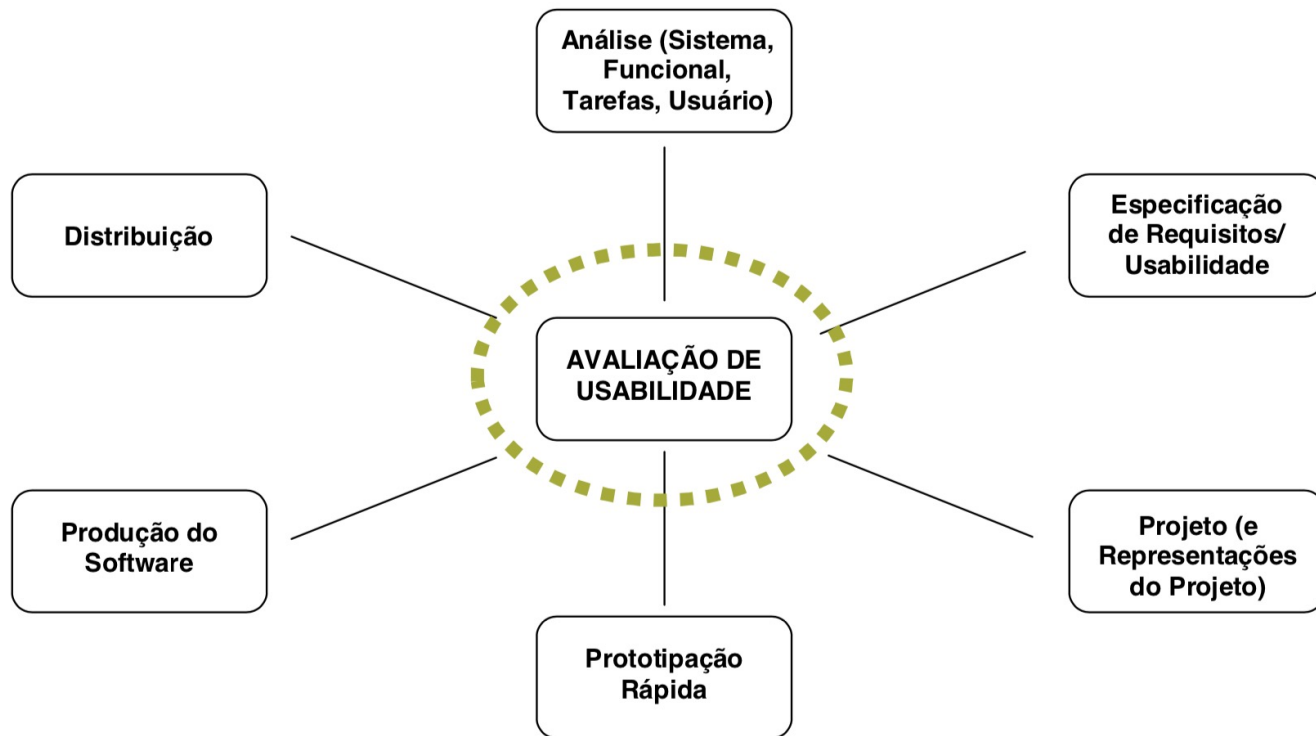 Análise (Sistema,
Funcional,
Tarefas, Usuário)
Distribuição
Especificação
de Requisitos/
Usabilidade
AVALIAÇÃO DE
USABILIDADE
Produção do
Software
Projeto (e
Representações
do Projeto)
Prototipação
Rápida